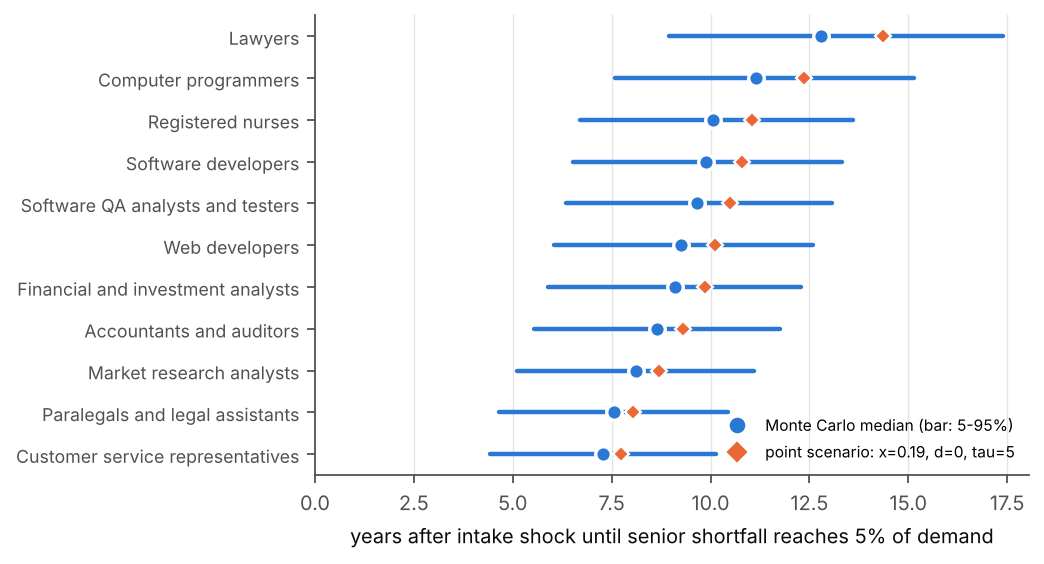 Lawyers
Computer programmers
Registered nurses
Software developers
Software QA analysts and testers
Web developers
Financial and investment analysts
Accountants and auditors
Market research analysts
Paralegals and legal assistants
Customer service representatives
Monte Carlo median (bar: 5-95%)
point scenario: x=0.19, d=0, tau=5
0.0 2.5 5.0 7.5 10.0 12.5 15.0 17.5
years after intake shock until senior shortfall reaches 5% of demand